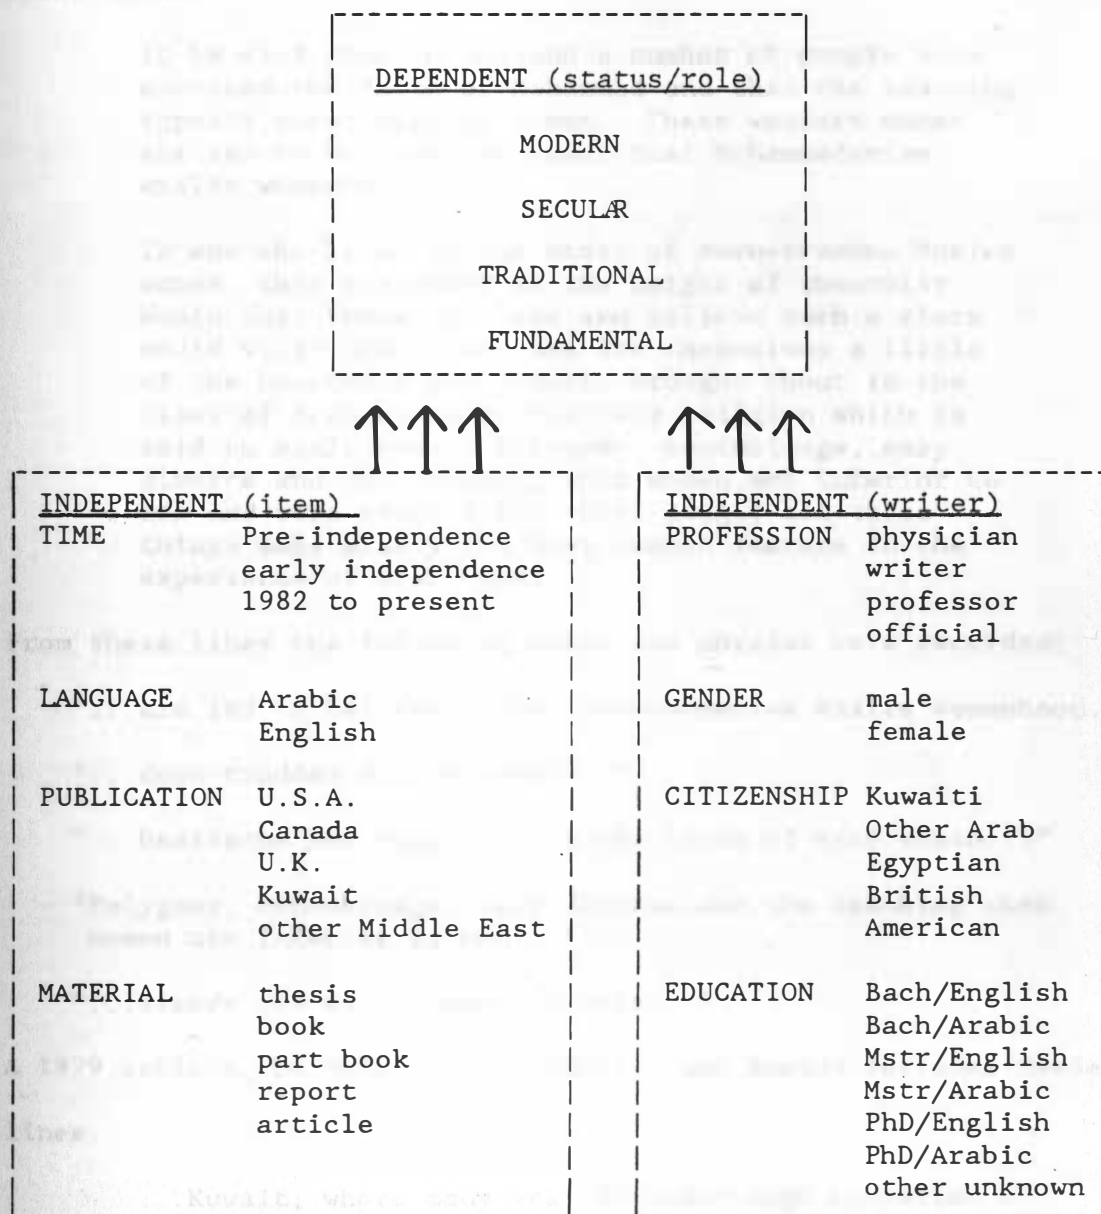 DEPENDENT (status/role)
MODERN
SECULAR
TRADITIONAL
FUNDAMENTAL
INDEPENDENT (item)
TIME Pre-independence
early independence
1982 to present
LANGUAGE Arabic
English
PUBLICATION U.S.A.
Canada
U.K.
Kuwait
other Middle East
MATERIAL thesis
book
part book
report
article
INDEPENDENT (writer)
PROFESSION physician
writer
professor
official
GENDER male
female
CITIZENSHIP Kuwaiti
Other Arab
Egyptian
British
American
EDUCATION Bach/English
Bach/Arabic
Mstr/English
Mstr/Arabic
PhD/English
PhD/Arabic
other unknown